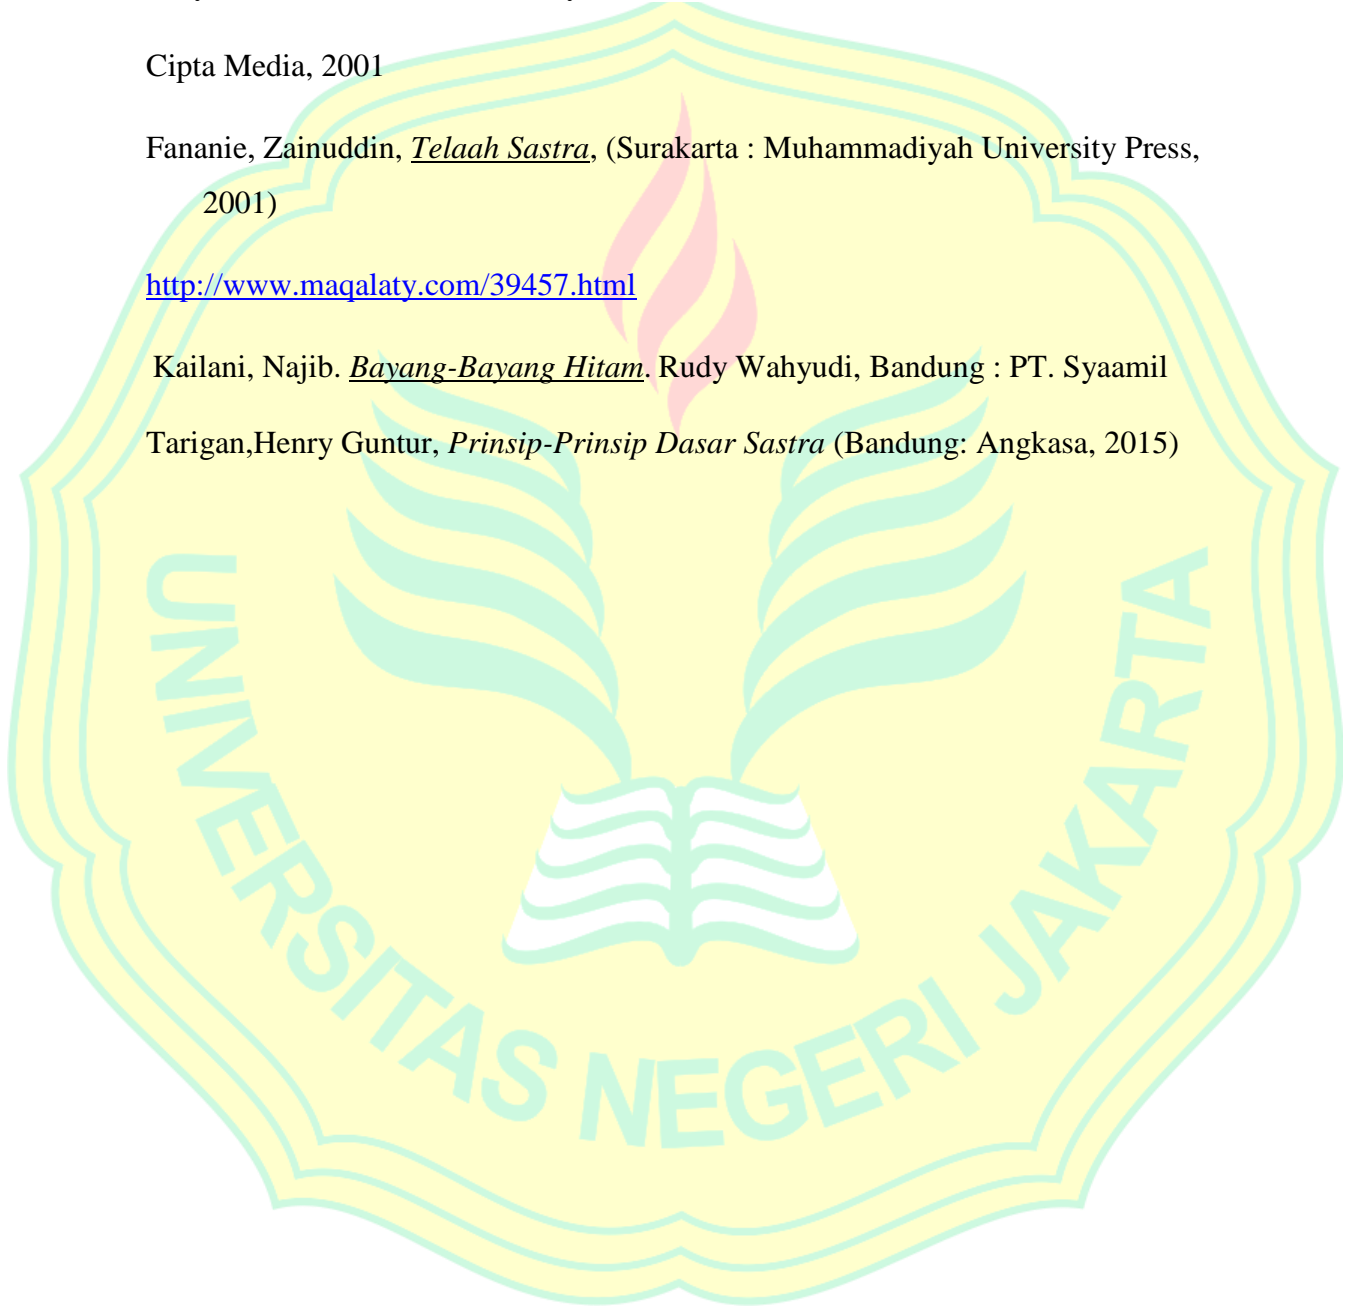 Cipta Media, 2001
Fananie, Zainuddin, Telaah Sastra, (Surakarta : Muhammadiyah University Press,
2001)
http://www.maqalaty.com/39457.html
Kailani, Najib. Bayang-Bayang Hitam. Rudy Wahyudi, Bandung : PT. Syaamil
Tarigan,Henry Guntur, Prinsip-Prinsip Dasar Sastra (Bandung: Angkasa, 2015)
UNIVERSITAS NEGERI JAKARTA